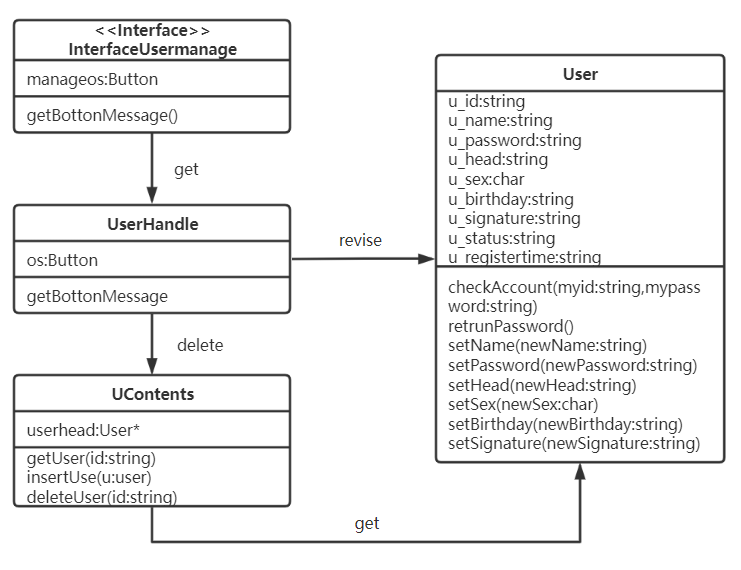 <<Interface>>
InterfaceUsermanage
manageos:Button
getBottonMessage()
get
UserHandle
os:Button
getBottonMessage
revise
delete
UContents
userhead:User*
getUser(id:string)
insertUse(u:user)
deleteUser(id:string)
get
User
u_id:string
u_name:string
u_password:string
u_head:string
u_sex:char
u_birthday:string
u_signature:string
u_status:string
u_registertime:string
checkAccount(myid:string,mypass
word:string)
retrunPassword()
setName(newName:string)
setPassword(newPassword:string)
setHead(newHead:string)
setSex(newSex:char)
setBirthday(newBirthday:string)
setSignature(newSignature:string)